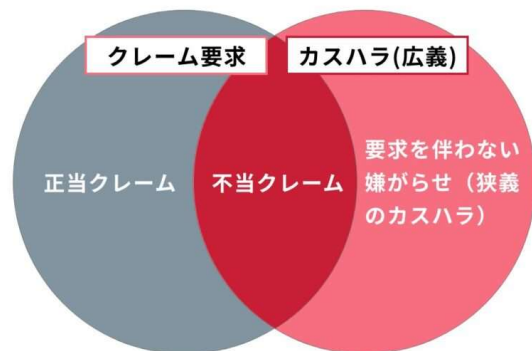 クレーム要求
カスハラ(広義)
正当クレーム
不当クレーム
要求を伴わない
嫌がらせ（狭義
のカスハラ）